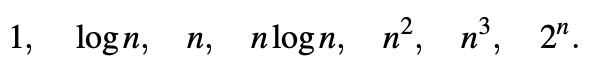 1, log n, n, n log n, n², n³, 2ⁿ.